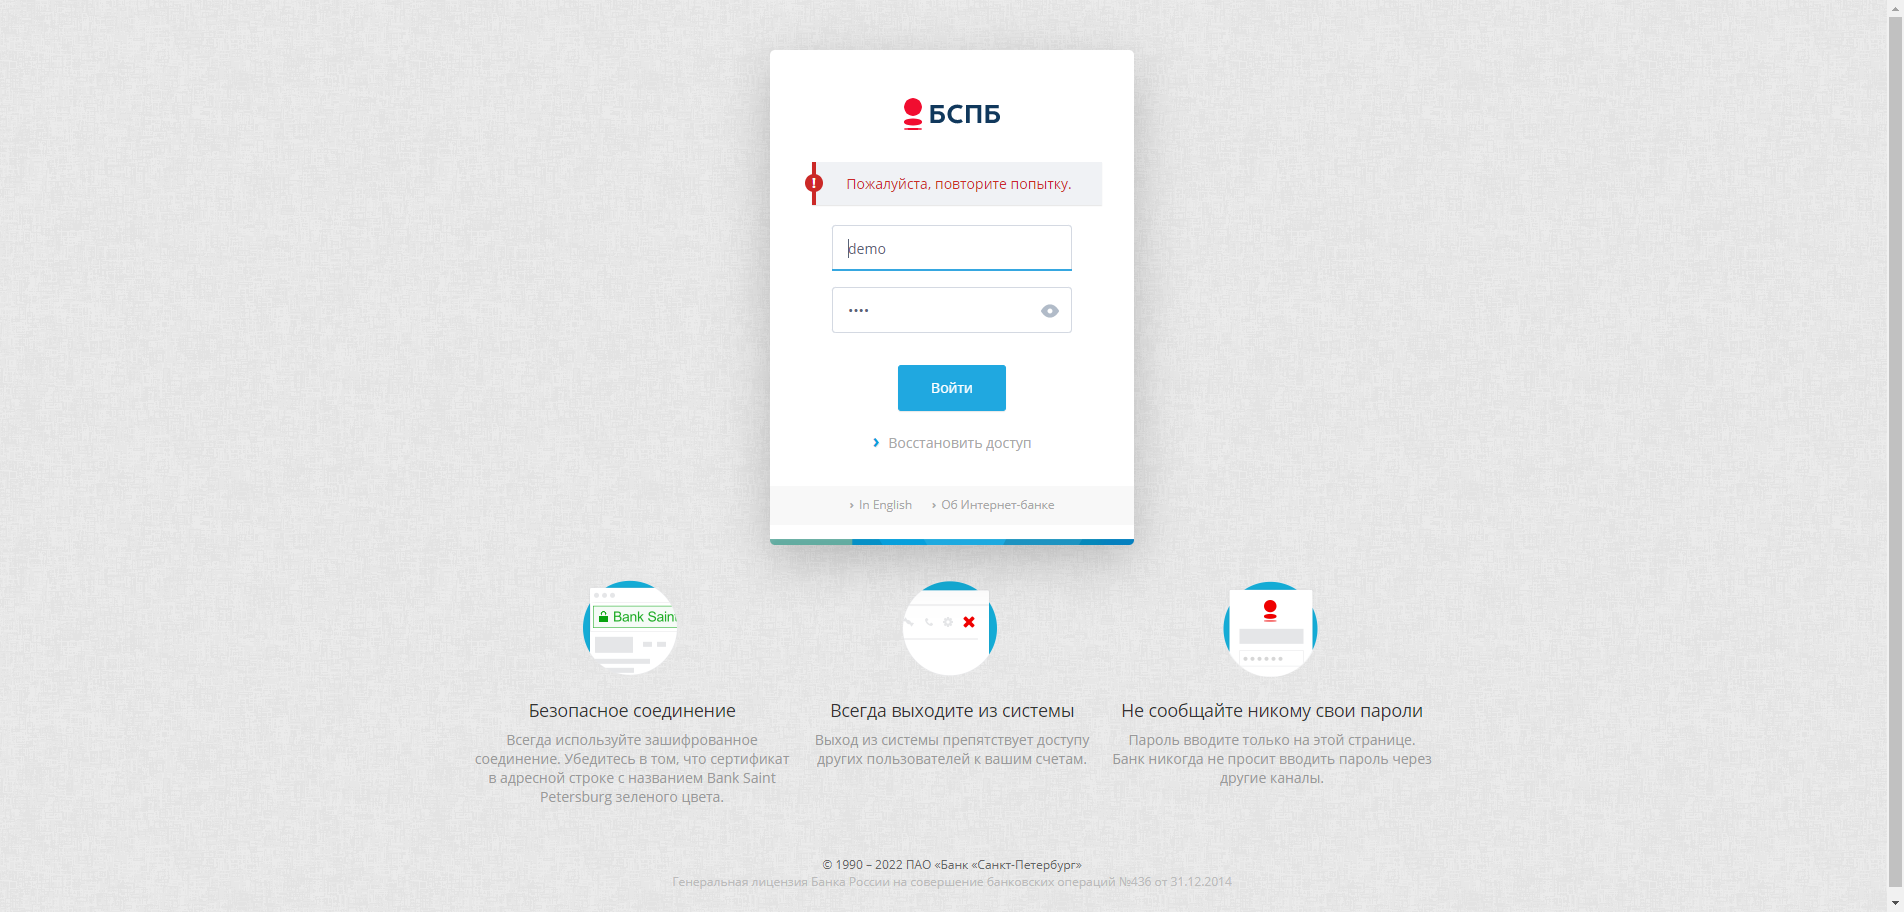 БСПБ
Пожалуйста, повторите попытку.
demo
••••
Войти
Восстановить доступ
In English
Об Интернет-банке
Bank Sain
Безопасное соединение
Всегда используйте зашифрованное
соединение. Убедитесь в том, что сертификат
в адресной строке с названием Bank Saint
Petersburg зеленого цвета.
Всегда выходите из системы
Выход из системы препятствует доступу
других пользователей к вашим счетам.
Не сообщайте никому свои пароли
Пароль вводите только на этой странице.
Банк никогда не просит вводить пароль через
другие каналы.
© 1990 – 2022 ПАО «Банк «Санкт-Петербург»
Генеральная лицензия Банка России на совершение банковских операций №436 от 31.12.2014